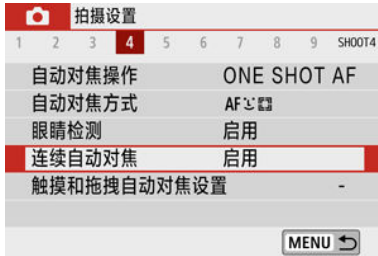 拍摄设置
1 2 3 4 5 6 7 8 9 SHOOT4
自动对焦操作 ONE SHOT AF
自动对焦方式 AF
眼睛检测 启用
连续自动对焦 启用
触摸和拖拽自动对焦设置 -
MENU